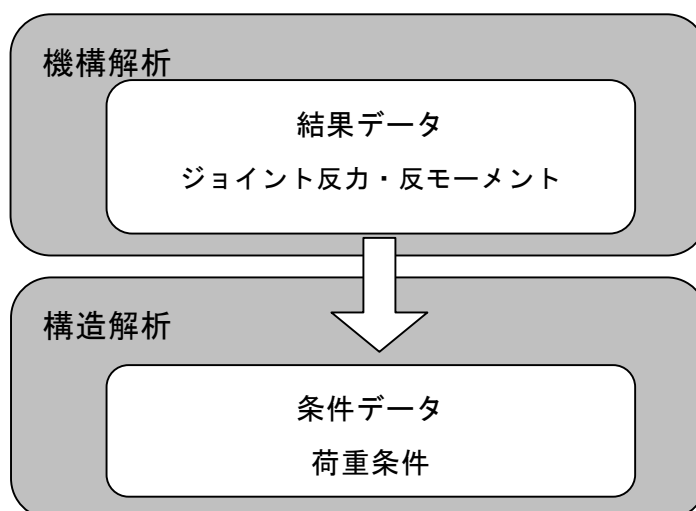 機構解析
結果データ
ジョイント反力・反モーメント
構造解析
条件データ
荷重条件